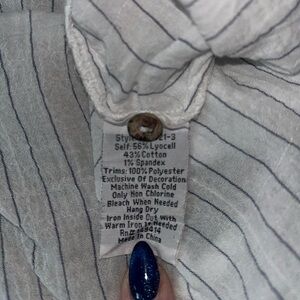 Self: 56% Lyocell
43% Cotton
1% Spandex
Trims: 100% Polyester
Exclusive Of Decoration
Machine Wash Cold
Only Non Chlorine
Bleach When Needed
Hang Dry
Iron Inside Out With
Warm Iron Is Needed
Made In China